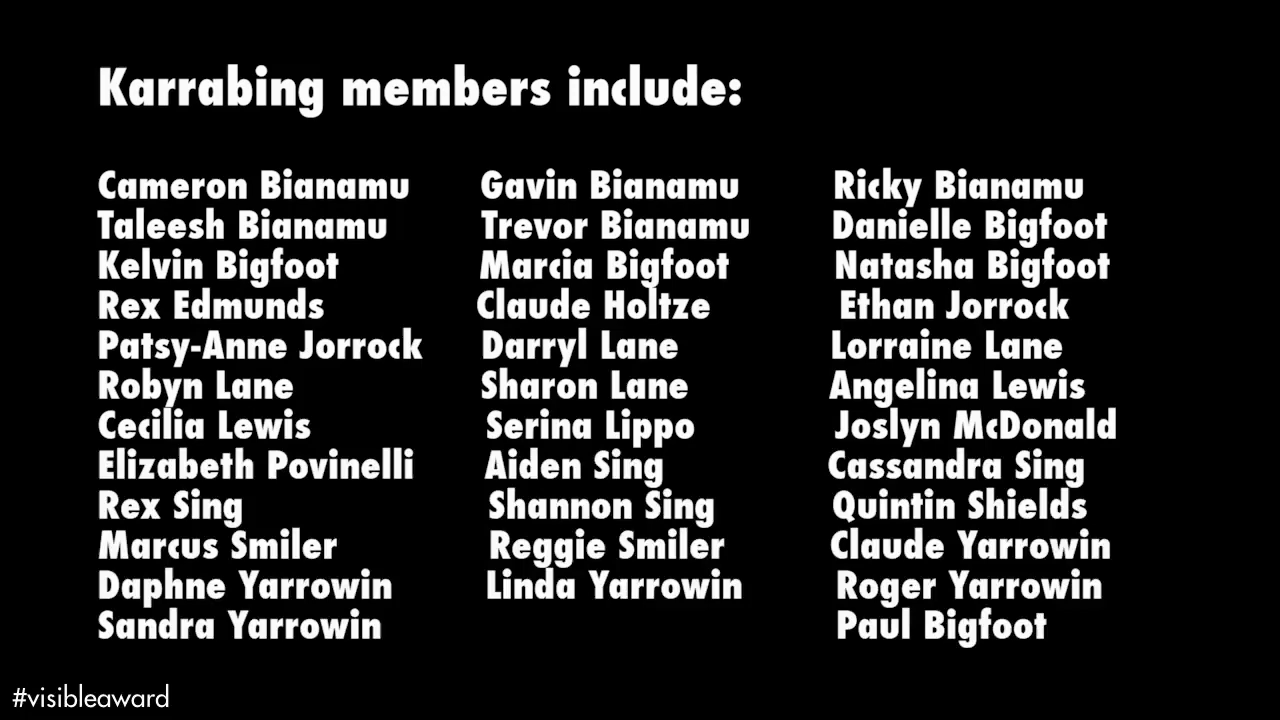 Karrabing members include:
Cameron Bianamu Gavin Bianamu Ricky Bianamu
Taleesh Bianamu Trevor Bianamu Danielle Bigfoot
Kelvin Bigfoot Marcia Bigfoot Natasha Bigfoot
Rex Edmunds Claude Holtze Ethan Jorrock
Patsy-Anne Jorrock Darryl Lane Lorraine Lane
Robyn Lane Sharon Lane Angelina Lewis
Cecilia Lewis Serina Lippo Joslyn McDonald
Elizabeth Povinelli Aiden Sing Cassandra Sing
Rex Sing Shannon Sing Quintin Shields
Marcus Smiler Reggie Smiler Claude Yarrowin
Daphne Yarrowin Linda Yarrowin Roger Yarrowin
Sandra Yarrowin Paul Bigfoot
#visibleaward